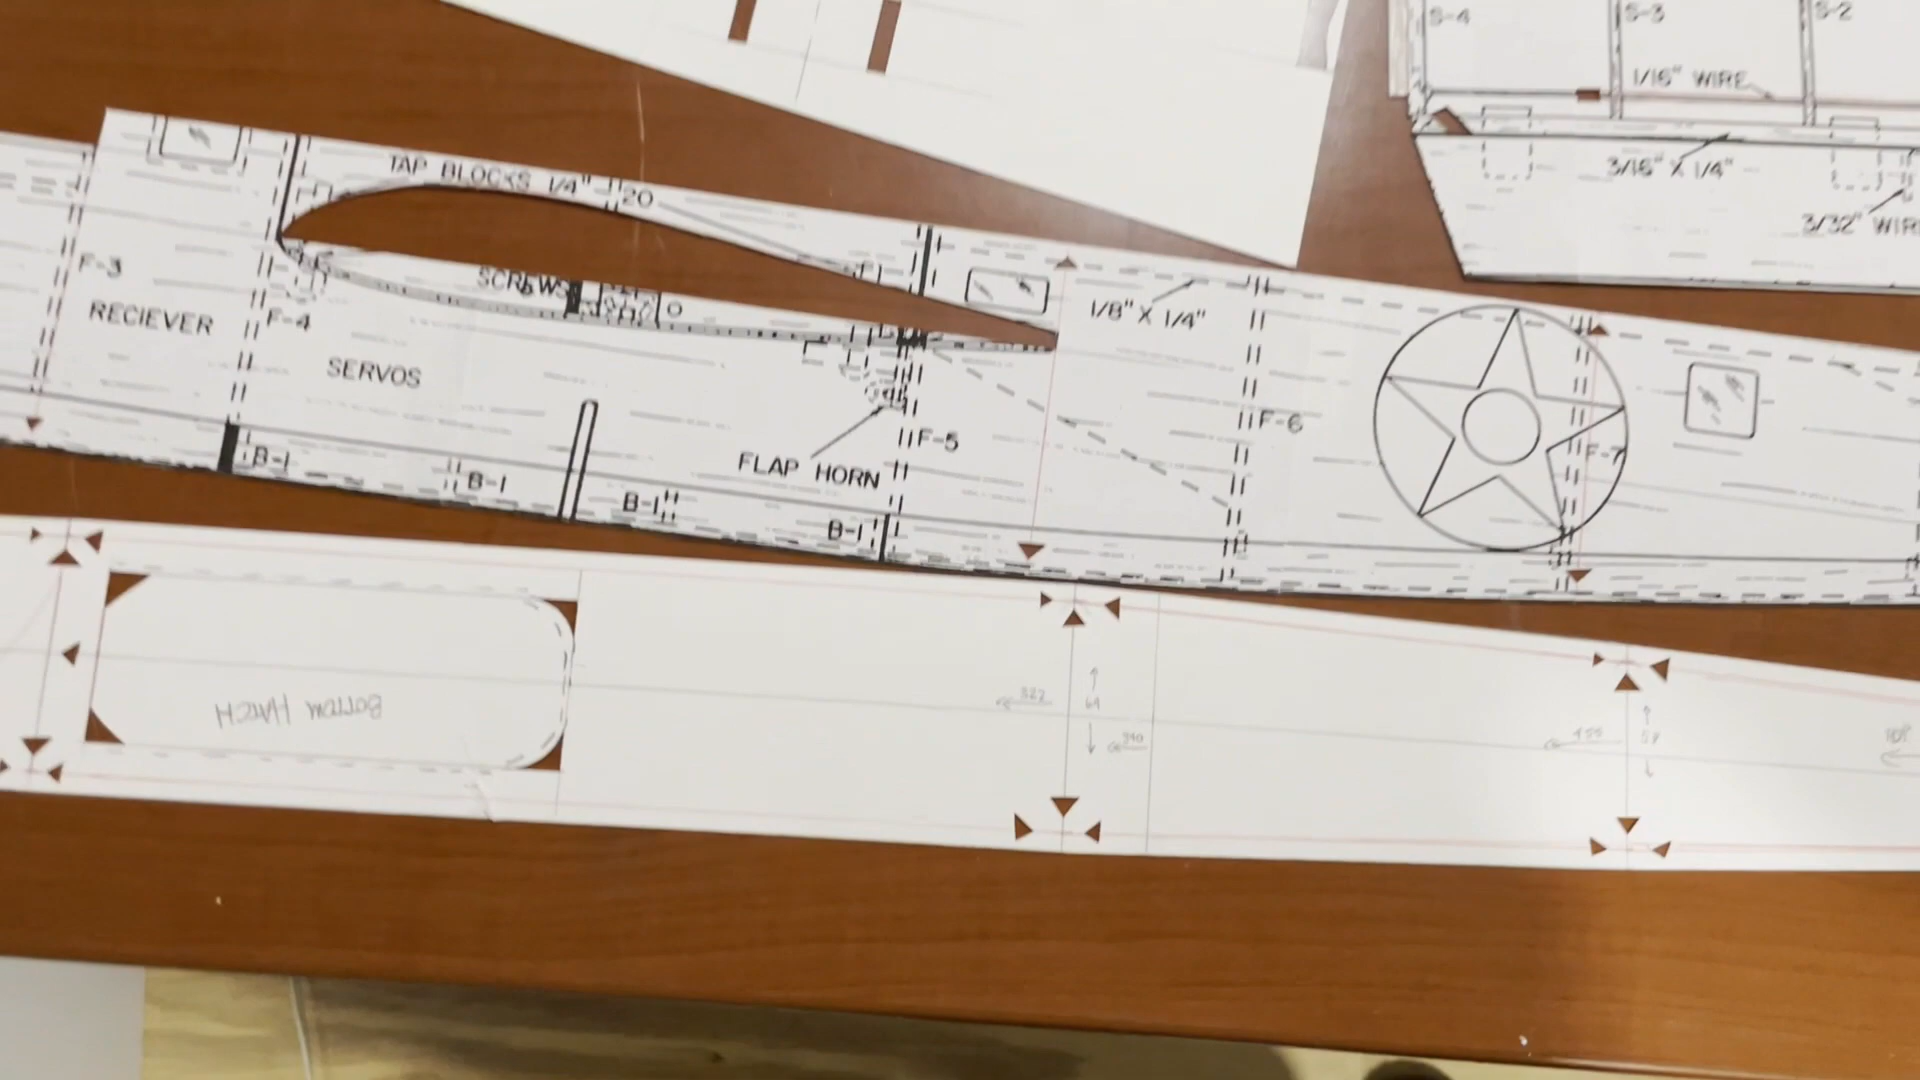 S-4
S-3
S-2
1/16" WIRE
3/16" X 1/4"
3/32" WIR
TAP BLOCKS 1/4"
20
F-3
RECIEVER
F-4
SCREWS
SERVOS
1/8" X 1/4"
F-5
F-6
F-7
FLAP HORN
B-1
B-1
B-1
B-1
BOTTOM HATCH
322
64
340